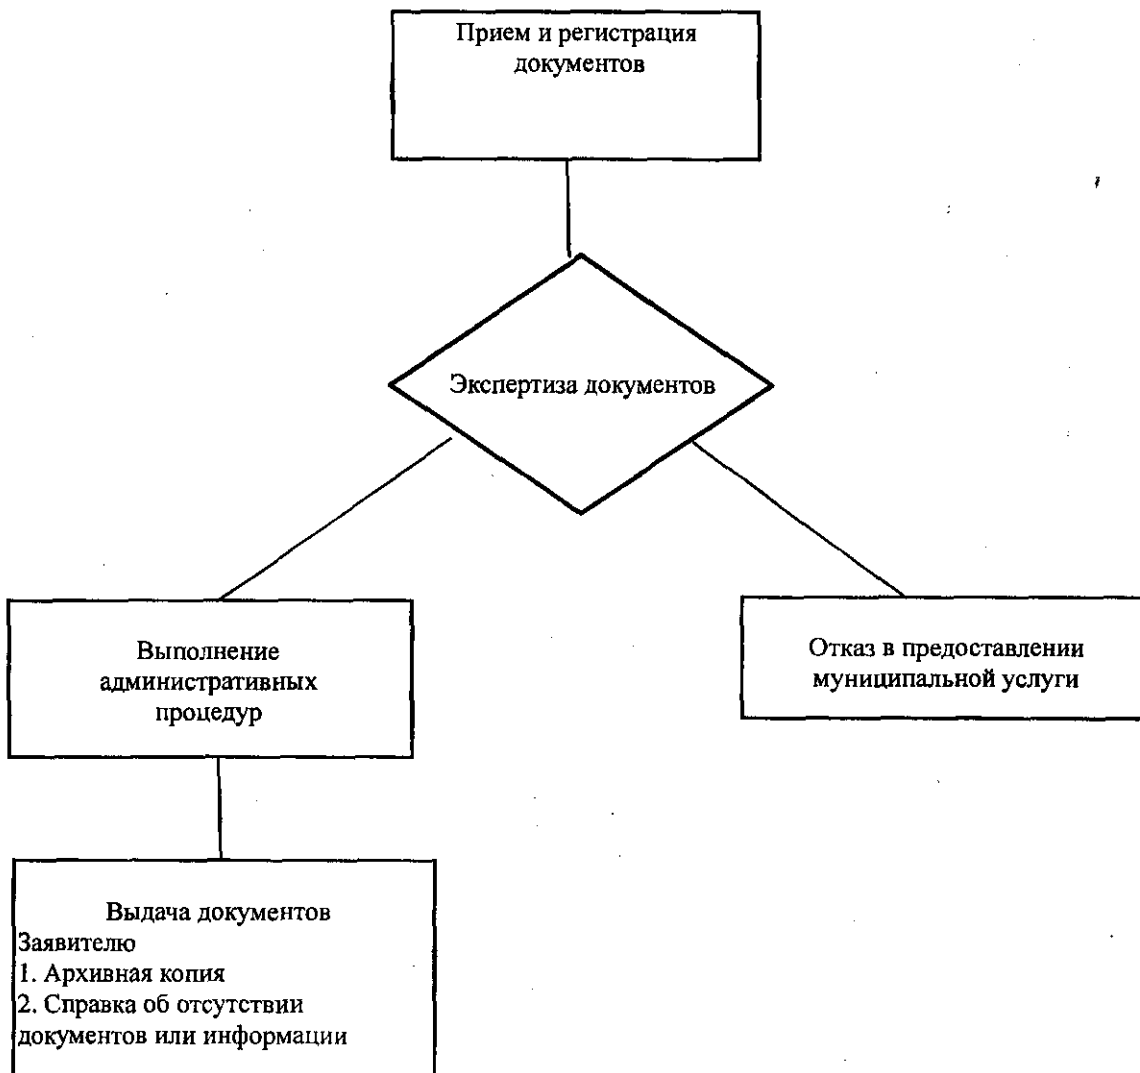 Прием и регистрация
документов
Экспертиза документов
Выполнение
административных
процедур
Отказ в предоставлении
муниципальной услуги
Выдача документов
Заявителю
1. Архивная копия
2. Справка об отсутствии
документов или информации